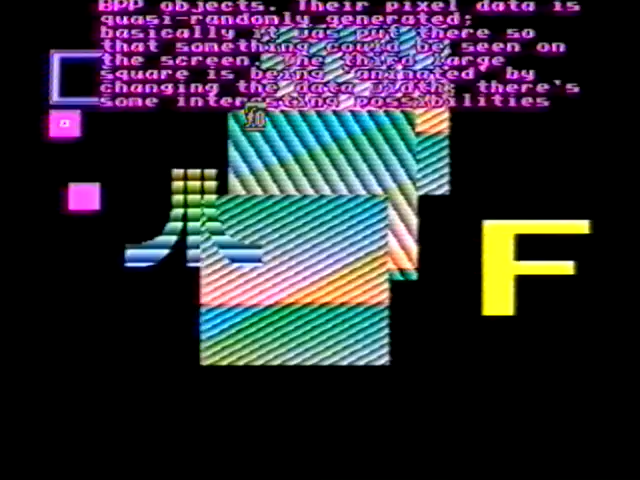 BPP objects. Their pixel data is
quasi-randomly generated;
basically it was put there so
that something could be seen on
the screen. The third large
square is being animated, by
changing the data width; there's
some interesting possibilities
F